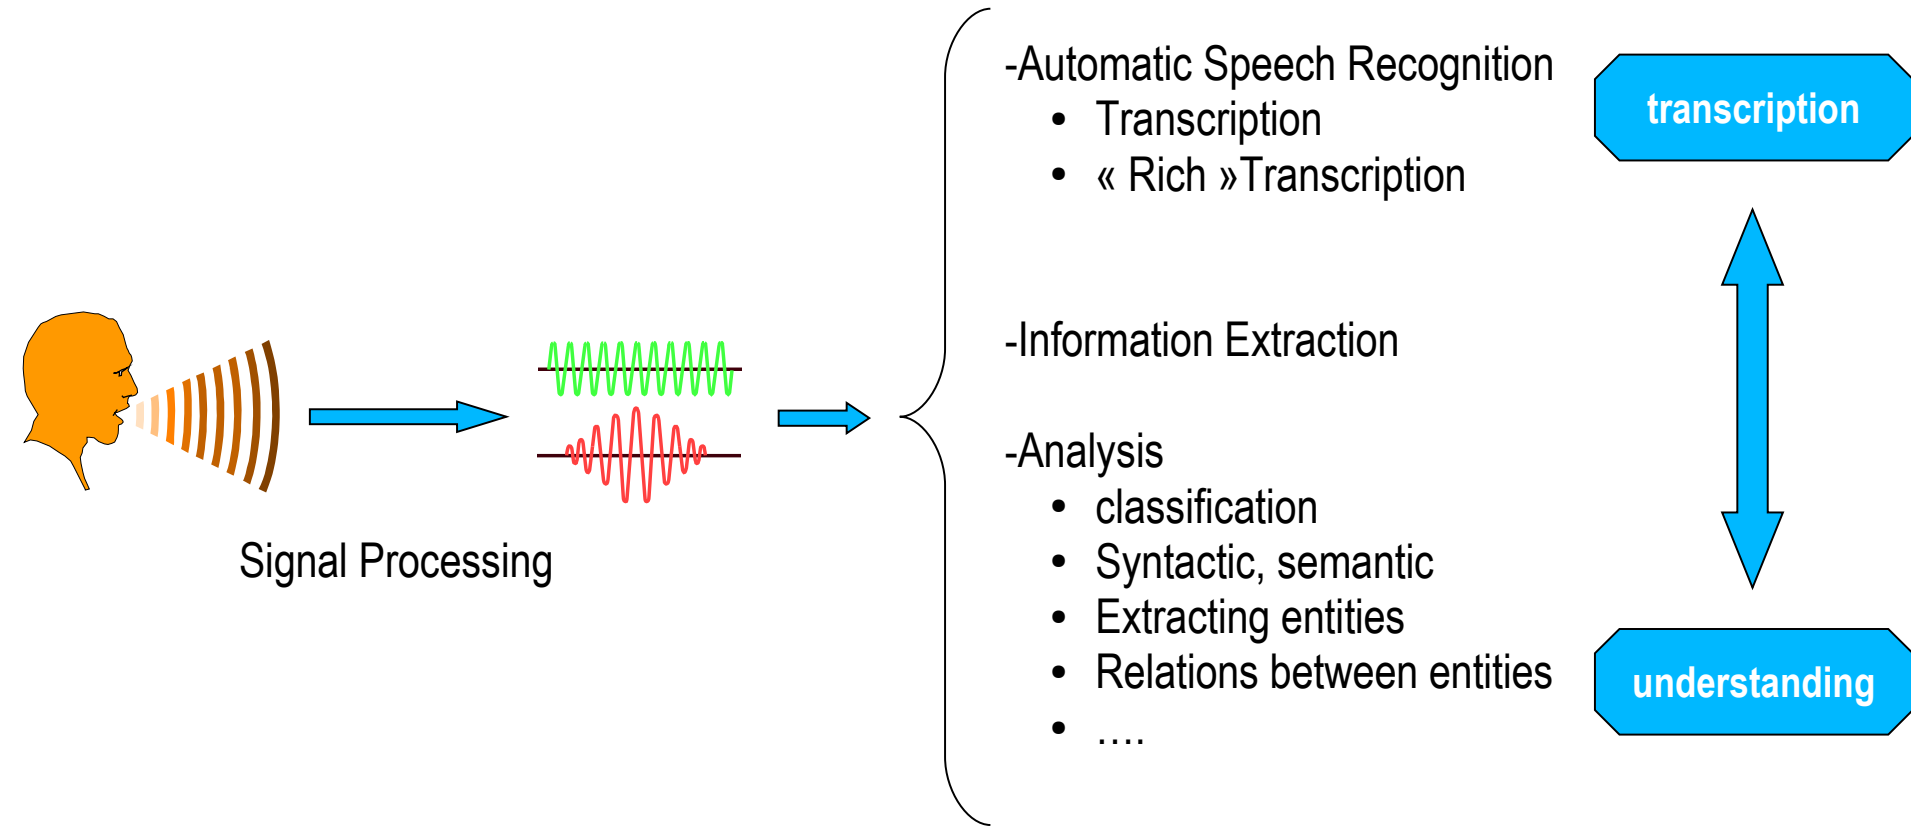 -Automatic Speech Recognition
• Transcription
• « Rich »Transcription
transcription
-Information Extraction
-Analysis
• classification
• Syntactic, semantic
• Extracting entities
• Relations between entities
• ….
Signal Processing
understanding